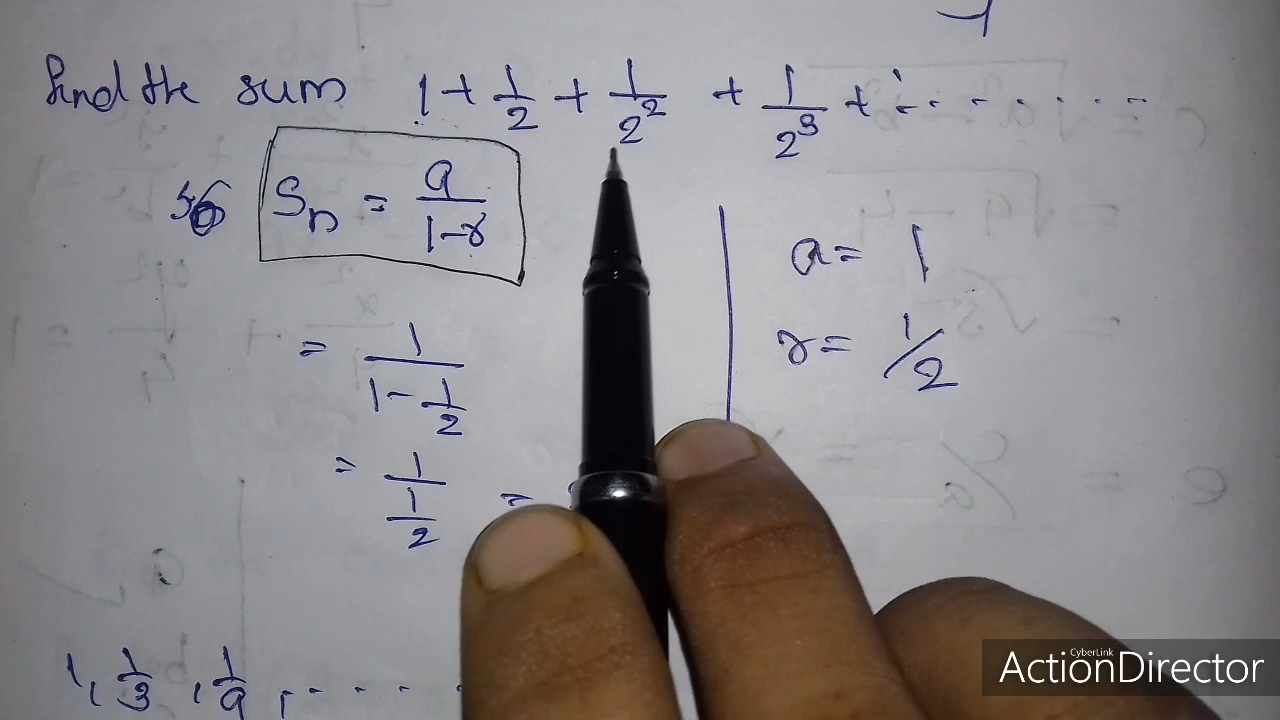 find the sum 1 + 1/2 + 1/2² + 1/2³ + ........
Sn = a/(1-r)
a = 1
= 1/(1 - 1/2)
r = 1/2
= 1/(1/2) =
1, 1/3, 1/9, ....
CyberLink
ActionDirector